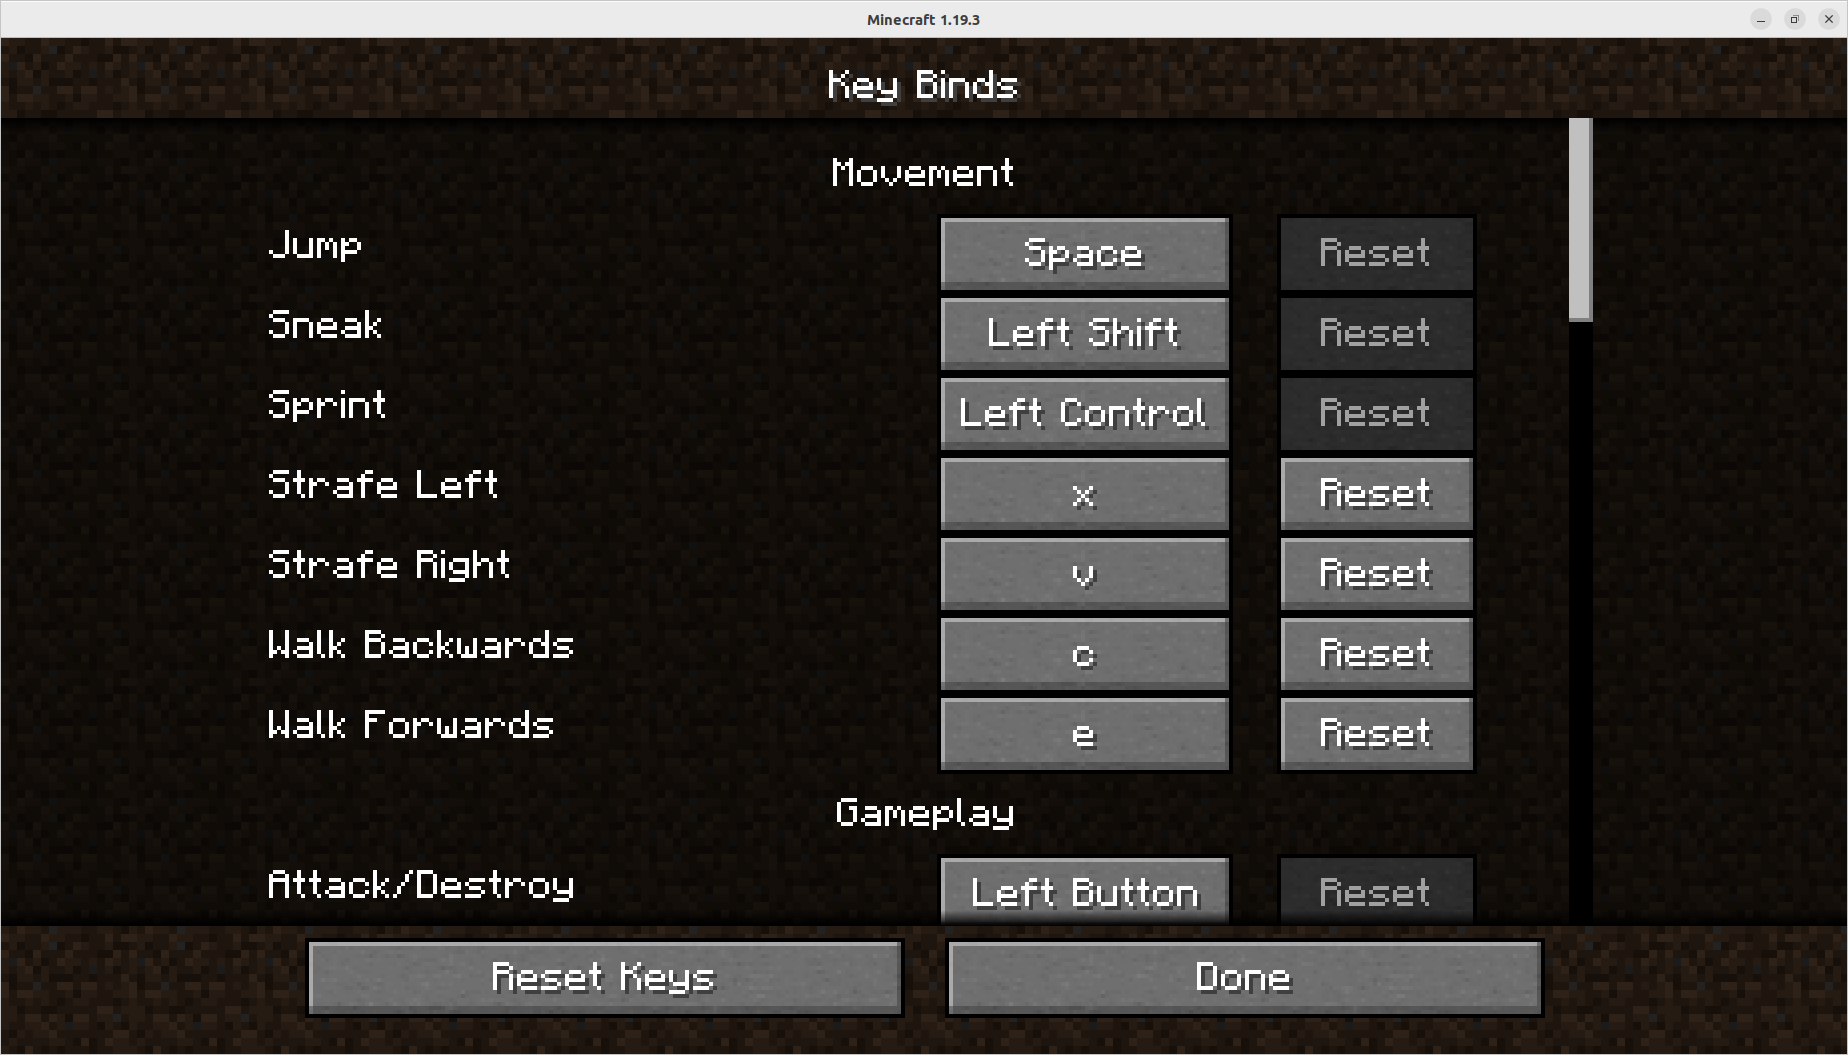 Minecraft 1.19.3
Key Binds
Movement
Jump Space Reset
Sneak Left Shift Reset
Sprint Left Control Reset
Strafe Left x Reset
Strafe Right v Reset
Walk Backwards c Reset
Walk Forwards e Reset
Gameplay
Attack/Destroy Left Button Reset
Reset Keys Done